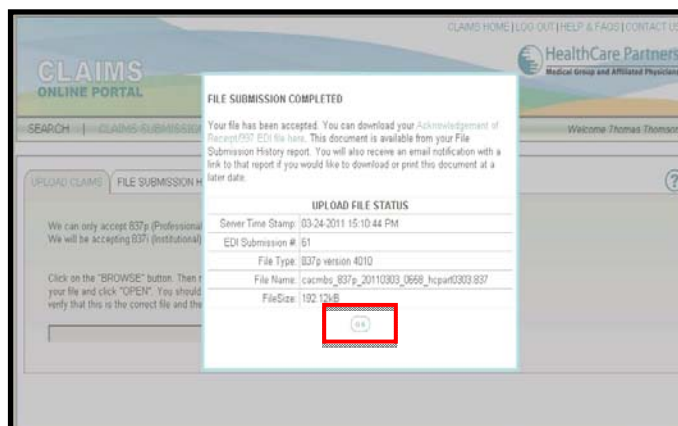 CLAIMS HOME | LOG OUT | HELP & FAQS | CONTACT US
HealthCare Partners
Medical Group and Affiliated Physicians
CLAIMS
ONLINE PORTAL
SEARCH | CLAIMS SUBMISSION
Welcome Thomas Thomson
UPLOAD CLAIMS
FILE SUBMISSION H
?
We can only accept 837p (Professional
We will be accepting 837i (Institutional)
Click on the "BROWSE" button. Then
your file and click "OPEN". You should
verify that this is the correct file and the
FILE SUBMISSION COMPLETED
Your file has been accepted. You can download your Acknowledgement of
Receipt/997 EDI file here. This document is available from your File
Submission History report. You will also receive an email notification with a
link to that report if you would like to download or print this document at a
later date.
UPLOAD FILE STATUS
Server Time Stamp: 03-24-2011 15:10:44 PM
EDI Submission #: 61
File Type: 837p version 4010
File Name: cacmbs_837p_20110303_0668_hcpart0303.837
FileSize: 192.12kB
OK